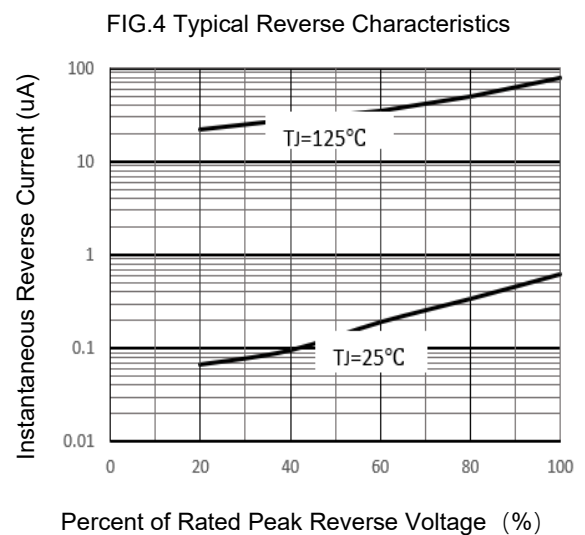 FIG.4 Typical Reverse Characteristics
Instantaneous Reverse Current (uA)
100
10
1
0.1
0.01
TJ=125℃
TJ=25℃
0 20 40 60 80 100
Percent of Rated Peak Reverse Voltage （%）